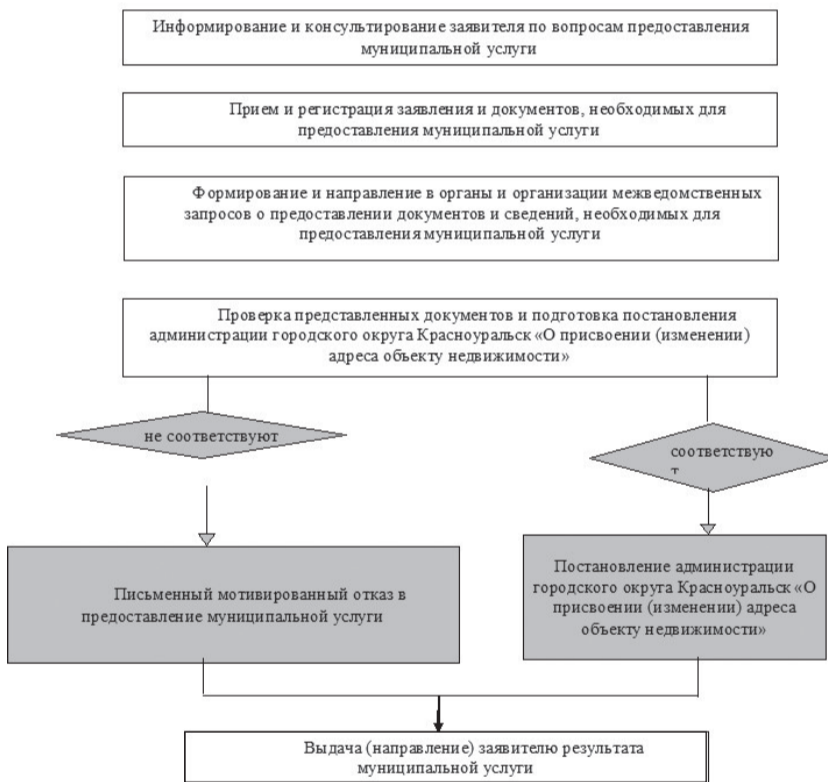 Информирование и консультирование заявителя по вопросам предоставления
муниципальной услуги
Прием и регистрация заявления и документов, необходимых для
предоставления муниципальной услуги
Формирование и направление в органы и организации межведомственных
запросов о предоставлении документов и сведений, необходимых для
предоставления муниципальной услуги
Проверка представленных документов и подготовка постановления
администрации городского округа Красноуральск «О присвоении (изменении)
адреса объекту недвижимости»
не соответствуют
соответствую
т
Письменный мотивированный отказ в
предоставление муниципальной услуги
Постановление администрации
городского округа Красноуральск «О
присвоении (изменении) адреса
объекту недвижимости»
Выдача (направление) заявителю результата
муниципальной услуги